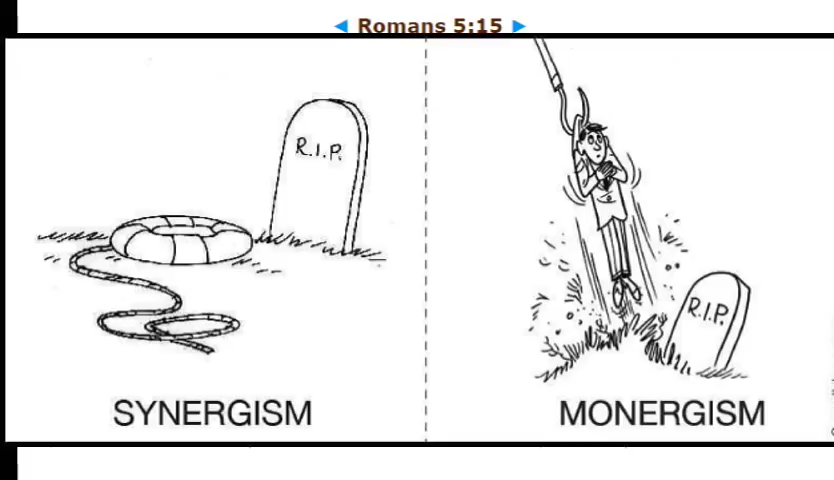 ◄ Romans 5:15 ►
R.I.P.
R.I.P.
SYNERGISM
MONERGISM